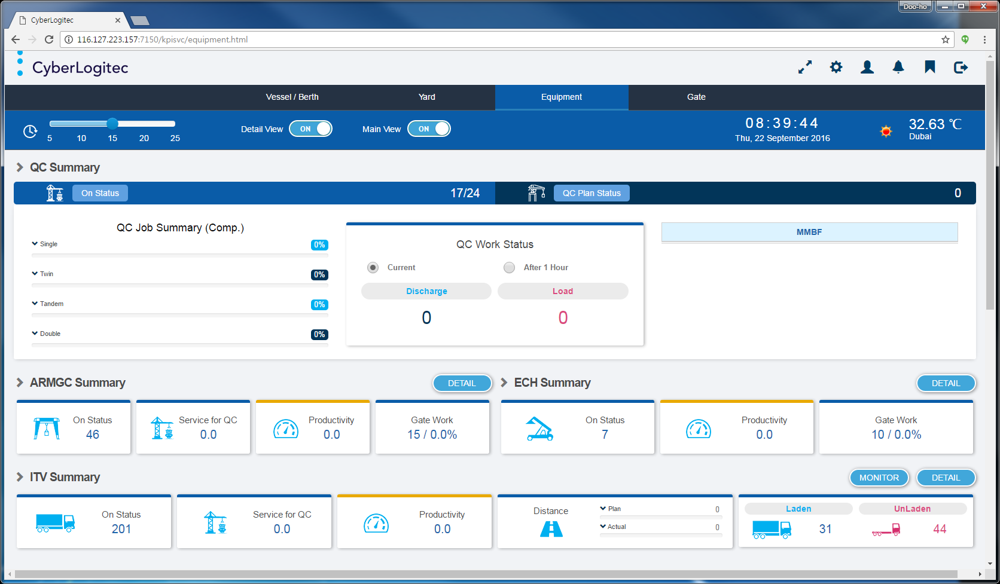 Doo-ho
CyberLogitec
116.127.223.157:7150/kpisvc/equipment.html
CyberLogitec
Vessel / Berth Yard Equipment Gate
5 10 15 20 25
Detail View ON Main View ON
08:39:44
Thu, 22 September 2016
32.63 ℃
Dubai
QC Summary
On Status 17/24 QC Plan Status 0
QC Job Summary (Comp.)
Single 0%
Twin 0%
Tandem 0%
Double 0%
QC Work Status
Current After 1 Hour
Discharge Load
0 0
MMBF
ARMGC Summary DETAIL
On Status
46
Service for QC
0.0
Productivity
0.0
Gate Work
15 / 0.0%
ECH Summary DETAIL
On Status
7
Productivity
0.0
Gate Work
10 / 0.0%
ITV Summary MONITOR DETAIL
On Status
201
Service for QC
0.0
Productivity
0.0
Distance
Plan 0
Actual 0
Laden UnLaden
31 44